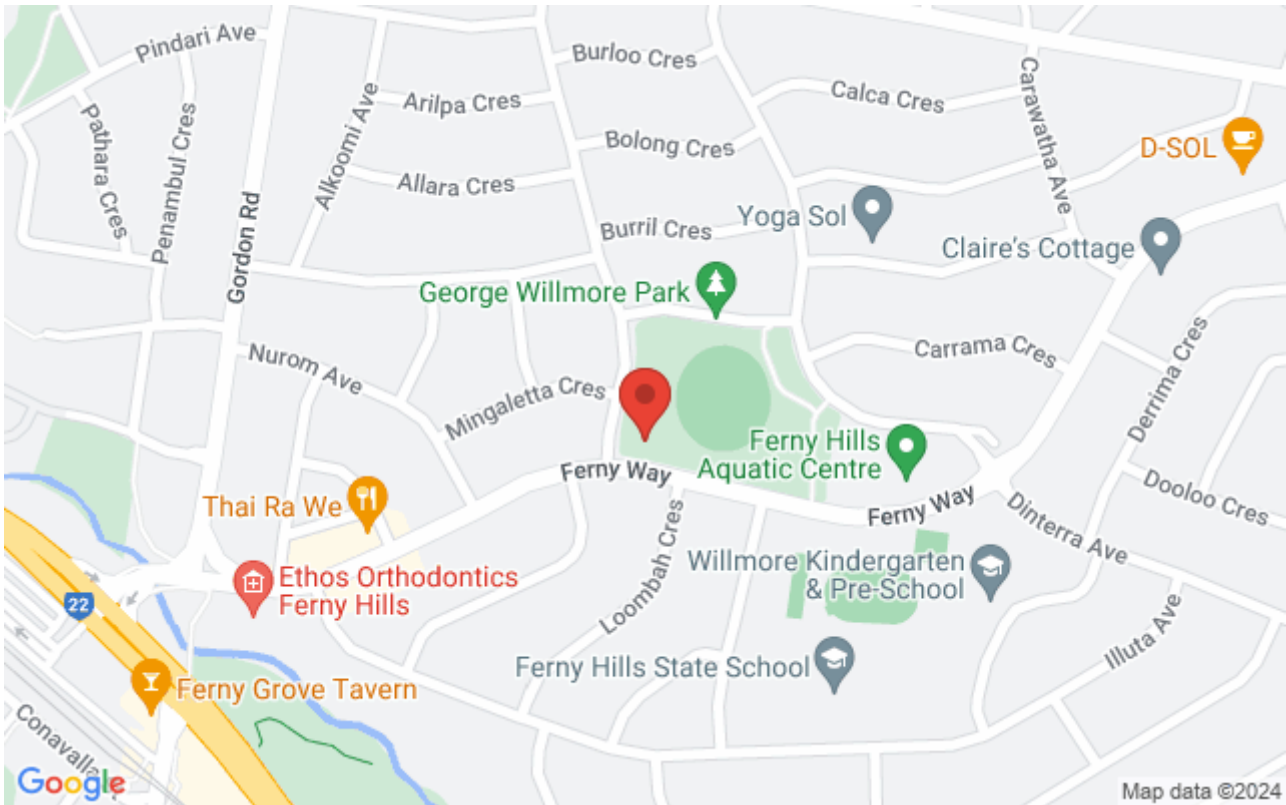 Pindari Ave
Burloo Cres
Carawatha Ave
Calca Cres
Arilpa Cres
Alkoomi Ave
Penambul Cres
Pathara Cres
Bolong Cres
D-SOL
Allara Cres
Gordon Rd
Burril Cres
Yoga Sol
Claire's Cottage
George Willmore Park
Nurom Ave
Carrama Cres
Derrima Cres
Mingaletta Cres
Ferny Hills
Aquatic Centre
Ferny Way
Thai Ra We
Ferny Way
Dooloo Cres
Dinterra Ave
Willmore Kindergarten
& Pre-School
Ethos Orthodontics
Ferny Hills
22
Loombah Cres
Illuta Ave
Ferny Hills State School
Ferny Grove Tavern
Conavalla
Google
Map data ©2024